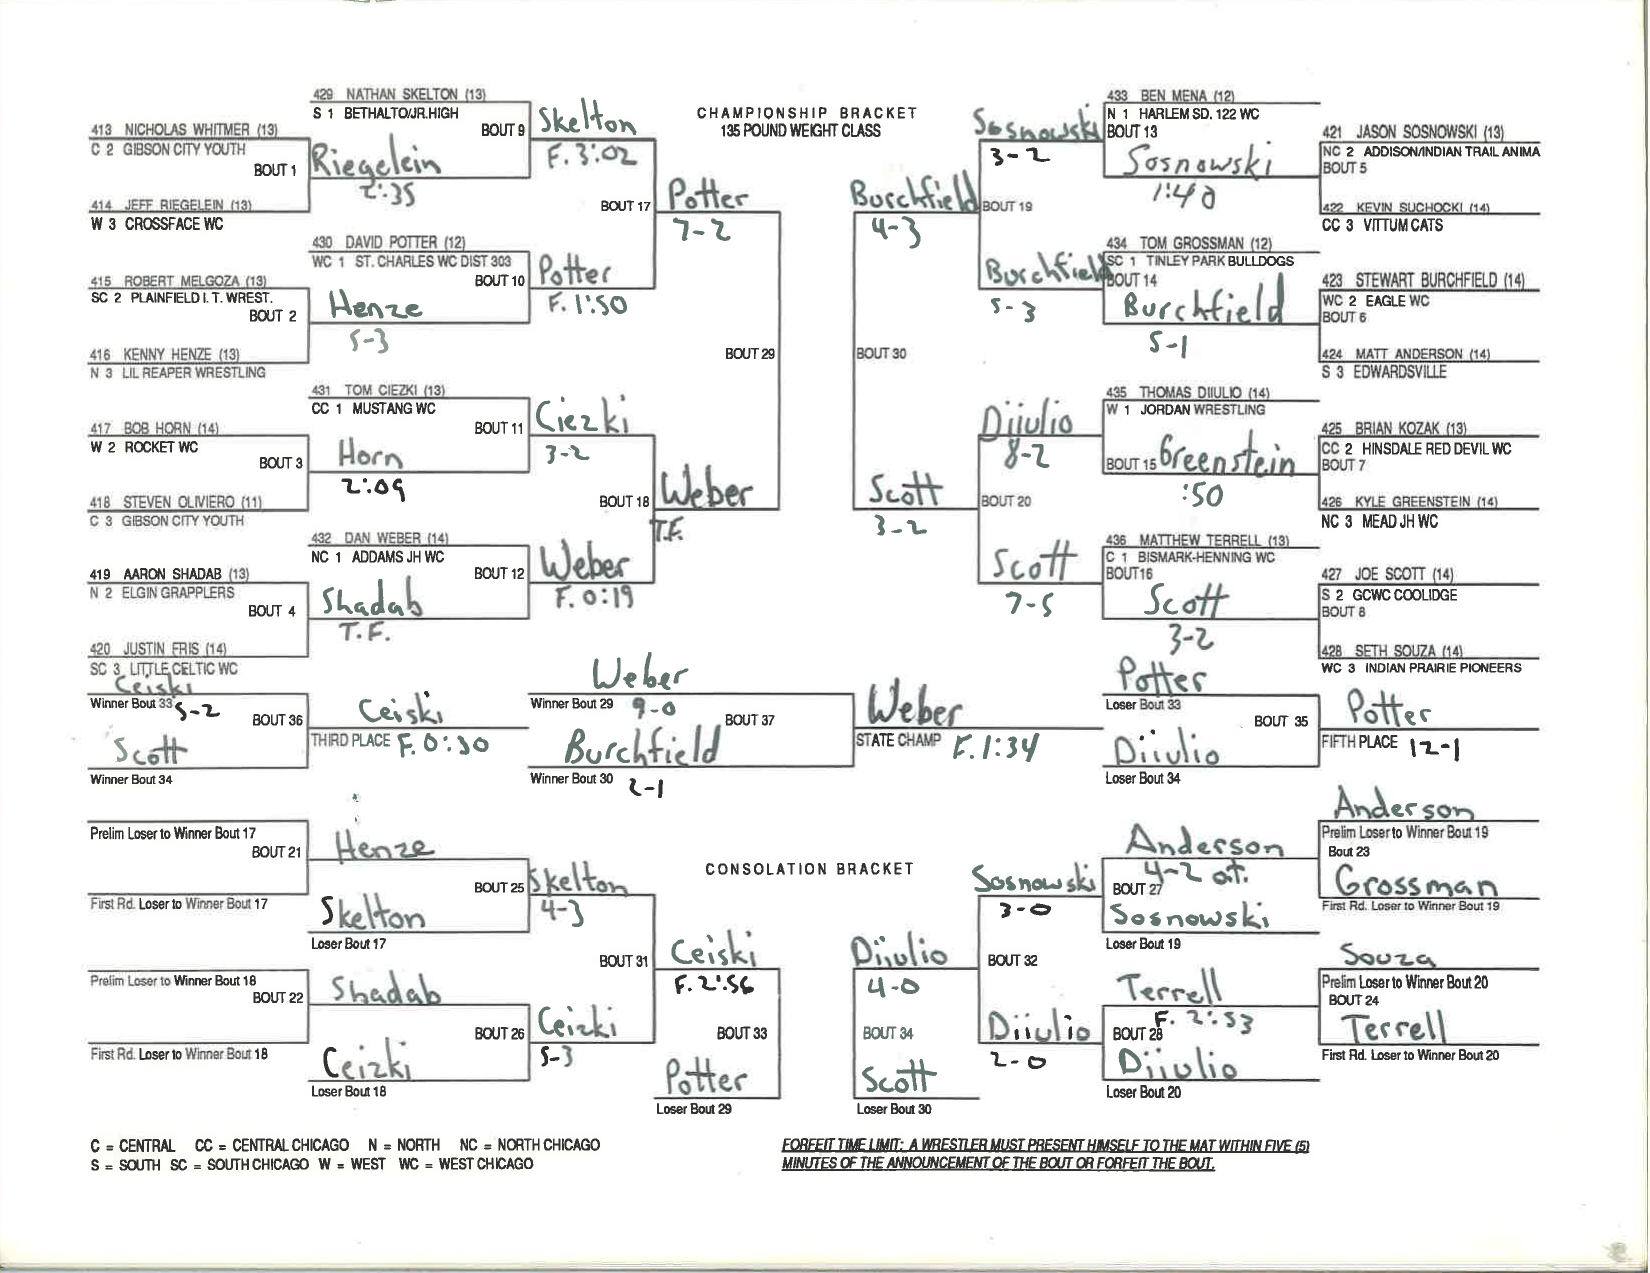 CHAMPIONSHIP BRACKET
135 POUND WEIGHT CLASS
429 NATHAN SKELTON (13)
S 1 BETHALTO/JR.HIGH
BOUT 9
413 NICHOLAS WHITMER (13)
C 2 GIBSON CITY YOUTH
BOUT 1
Riegelein
2:35
414 JEFF RIEGELEIN (13)
W 3 CROSSFACE WC
Skelton
F. 3:02
BOUT 17
430 DAVID POTTER (12)
WC 1 ST. CHARLES WC DIST 303
BOUT 10
415 ROBERT MELGOZA (13)
SC 2 PLAINFIELD I. T. WREST.
BOUT 2
Henze
5-3
416 KENNY HENZE (13)
N 3 LIL REAPER WRESTLING
Potter
F. 1:50
Potter
7-2
BOUT 29
431 TOM CIEZKI (13)
CC 1 MUSTANG WC
BOUT 11
417 BOB HORN (14)
W 2 ROCKET WC
BOUT 3
Horn
2:09
418 STEVEN OLIVIERO (11)
C 3 GIBSON CITY YOUTH
Ciezki
3-2
BOUT 18
432 DAN WEBER (14)
NC 1 ADDAMS JH WC
BOUT 12
419 AARON SHADAB (13)
N 2 ELGIN GRAPPLERS
BOUT 4
Shadab
T.F.
420 JUSTIN FRIS (14)
SC 3 LITTLE CELTIC WC
Weber
F. 0:19
Weber
T.F.
433 BEN MENA (12)
N 1 HARLEM SD. 122 WC
BOUT 13
Sosnowski
3-2
Sosnowski
1:40
421 JASON SOSNOWSKI (13)
NC 2 ADDISON/INDIAN TRAIL ANIMA
BOUT 5
422 KEVIN SUCHOCKI (14)
CC 3 VITTUM CATS
Burchfield
4-3
BOUT 19
434 TOM GROSSMAN (12)
SC 1 TINLEY PARK BULLDOGS
BOUT 14
Burchfield
5-3
Burchfield
5-1
423 STEWART BURCHFIELD (14)
WC 2 EAGLE WC
BOUT 6
424 MATT ANDERSON (14)
S 3 EDWARDSVILLE
BOUT 30
435 THOMAS DIIULIO (14)
W 1 JORDAN WRESTLING
Diiulio
8-2
BOUT 15
Greenstein
:50
425 BRIAN KOZAK (13)
CC 2 HINSDALE RED DEVIL WC
BOUT 7
426 KYLE GREENSTEIN (14)
NC 3 MEAD JH WC
Scott
3-2
BOUT 20
436 MATTHEW TERRELL (13)
C 1 BISMARK-HENNING WC
BOUT16
Scott
7-5
Scott
3-2
427 JOE SCOTT (14)
S 2 GCWC COOLIDGE
BOUT 8
428 SETH SOUZA (14)
WC 3 INDIAN PRAIRIE PIONEERS
Ceiski
Winner Bout 33
5-2
BOUT 36
Scott
Winner Bout 34
Ceiski
THIRD PLACE F. 0:30
Weber
Winner Bout 29
9-0
BOUT 37
Burchfield
Winner Bout 30
2-1
Weber
STATE CHAMP F. 1:34
Potter
Loser Bout 33
BOUT 35
Diiulio
Loser Bout 34
Potter
FIFTH PLACE 12-1
CONSOLATION BRACKET
Prelim Loser to Winner Bout 17
BOUT 21
First Rd. Loser to Winner Bout 17
Henze
BOUT 25
Skelton
Loser Bout 17
Skelton
4-3
BOUT 31
Prelim Loser to Winner Bout 18
BOUT 22
First Rd. Loser to Winner Bout 18
Shadab
BOUT 26
Ceizki
Loser Bout 18
Ceizki
5-3
Ceiski
F. 2:56
BOUT 33
Potter
Loser Bout 29
Anderson
Prelim Loser to Winner Bout 19
Bout 23
Grossman
First Rd. Loser to Winner Bout 19
Anderson
4-2 o.t.
BOUT 27
Sosnowski
Loser Bout 19
Sosnowski
3-0
BOUT 32
Souza
Prelim Loser to Winner Bout 20
BOUT 24
Terrell
First Rd. Loser to Winner Bout 20
Terrell
F. 2:53
BOUT 28
Diiulio
Loser Bout 20
Diiulio
2-0
Diiulio
4-0
BOUT 34
Scott
Loser Bout 30
C = CENTRAL CC = CENTRAL CHICAGO N = NORTH NC = NORTH CHICAGO
S = SOUTH SC = SOUTH CHICAGO W = WEST WC = WEST CHICAGO
FORFEIT TIME LIMIT: A WRESTLER MUST PRESENT HIMSELF TO THE MAT WITHIN FIVE (5)
MINUTES OF THE ANNOUNCEMENT OF THE BOUT OR FORFEIT THE BOUT.